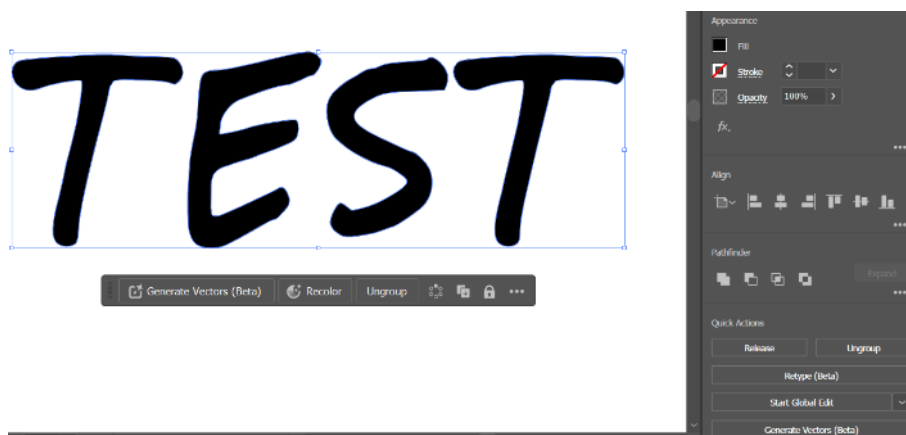 TEST
Generate Vectors (Beta)
Recolor
Ungroup
Appearance
Fill
Stroke
Opacity
100%
fx.
Align
Pathfinder
Expand
Quick Actions
Release
Ungroup
Retype (Beta)
Start Global Edit
Generate Vectors (Beta)